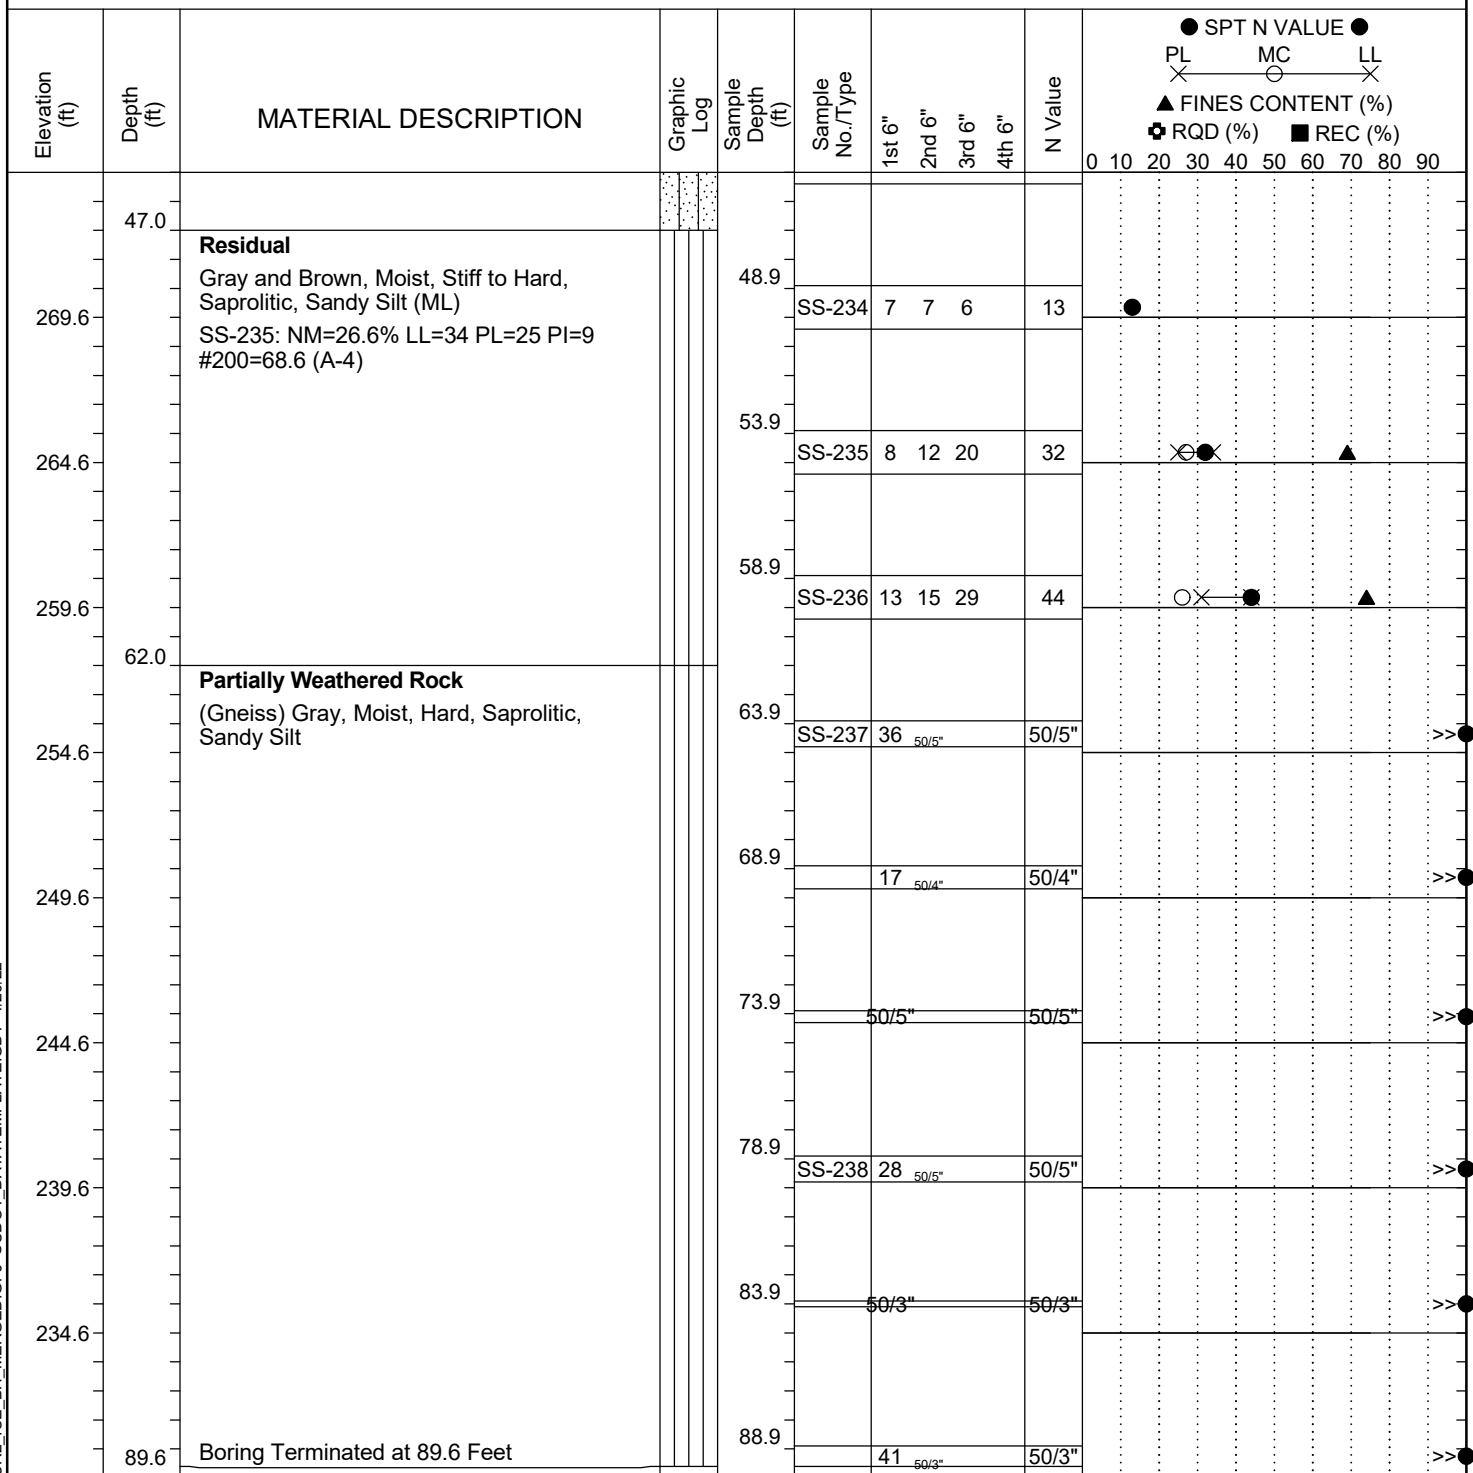 ● SPT N VALUE ●
PL MC LL
▲ FINES CONTENT (%)
RQD (%) ■ REC (%)
Elevation (ft)
Depth (ft)
MATERIAL DESCRIPTION
Graphic Log
Sample Depth (ft)
Sample No./Type
1st 6"
2nd 6"
3rd 6"
4th 6"
N Value
0 10 20 30 40 50 60 70 80 90
47.0
Residual
Gray and Brown, Moist, Stiff to Hard,
Saprolitic, Sandy Silt (ML)
48.9
SS-234 7 7 6 13
269.6
SS-235: NM=26.6% LL=34 PL=25 PI=9
#200=68.6 (A-4)
53.9
SS-235 8 12 20 32
264.6
58.9
SS-236 13 15 29 44
259.6
62.0
Partially Weathered Rock
(Gneiss) Gray, Moist, Hard, Saprolitic,
Sandy Silt
63.9
SS-237 36 50/5" 50/5" >>
254.6
68.9
17 50/4" 50/4" >>
249.6
73.9
50/5" 50/5" >>
244.6
78.9
SS-238 28 50/5" 50/5" >>
239.6
83.9
50/3" 50/3" >>
234.6
88.9
89.6 Boring Terminated at 89.6 Feet
41 50/3" 50/3" >>